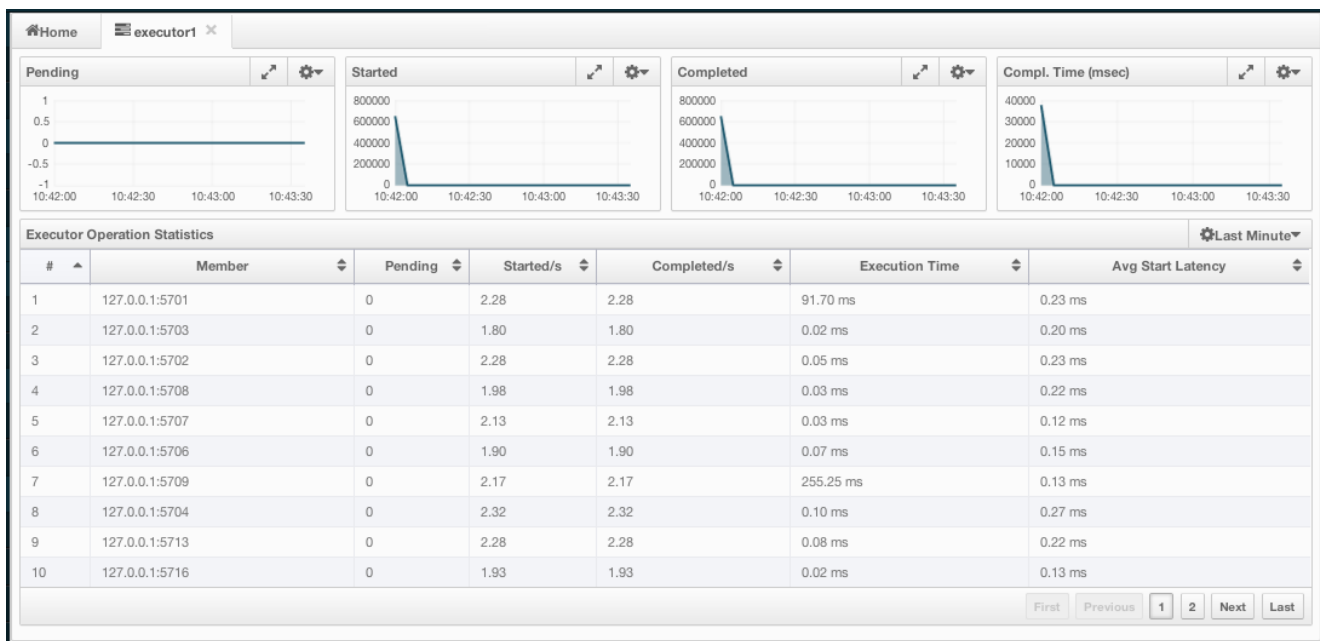 Home executor1
Pending
1
0.5
0
-0.5
-1
10:42:00 10:42:30 10:43:00 10:43:30
Started
800000
600000
400000
200000
0
10:42:00 10:42:30 10:43:00 10:43:30
Completed
800000
600000
400000
200000
0
10:42:00 10:42:30 10:43:00 10:43:30
Compl. Time (msec)
40000
30000
20000
10000
0
10:42:00 10:42:30 10:43:00 10:43:30
Executor Operation Statistics Last Minute
# Member Pending Started/s Completed/s Execution Time Avg Start Latency
1 127.0.0.1:5701 0 2.28 2.28 91.70 ms 0.23 ms
2 127.0.0.1:5703 0 1.80 1.80 0.02 ms 0.20 ms
3 127.0.0.1:5702 0 2.28 2.28 0.05 ms 0.23 ms
4 127.0.0.1:5708 0 1.98 1.98 0.03 ms 0.22 ms
5 127.0.0.1:5707 0 2.13 2.13 0.03 ms 0.12 ms
6 127.0.0.1:5706 0 1.90 1.90 0.07 ms 0.15 ms
7 127.0.0.1:5709 0 2.17 2.17 255.25 ms 0.13 ms
8 127.0.0.1:5704 0 2.32 2.32 0.10 ms 0.27 ms
9 127.0.0.1:5713 0 2.28 2.28 0.08 ms 0.22 ms
10 127.0.0.1:5716 0 1.93 1.93 0.02 ms 0.13 ms
First Previous 1 2 Next Last